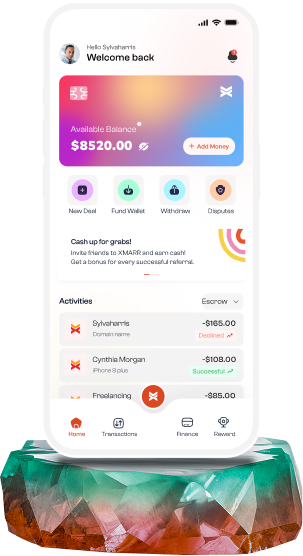 Hello Sylvaharris
Welcome back
Available Balance
$8520.00
+ Add Money
New Deal
Fund Wallet
Withdraw
Disputes
Cash up for grabs!
Invite friends to XMARR and earn cash!
Get a bonus for every successful referral.
Activities
Escrow
Sylvaharris
-$165.00
Domain name
Declined
Cynthia Morgan
-$108.00
iPhone 8 plus
Successful
Freelancing
-$85.00
Home
Transactions
Finance
Reward